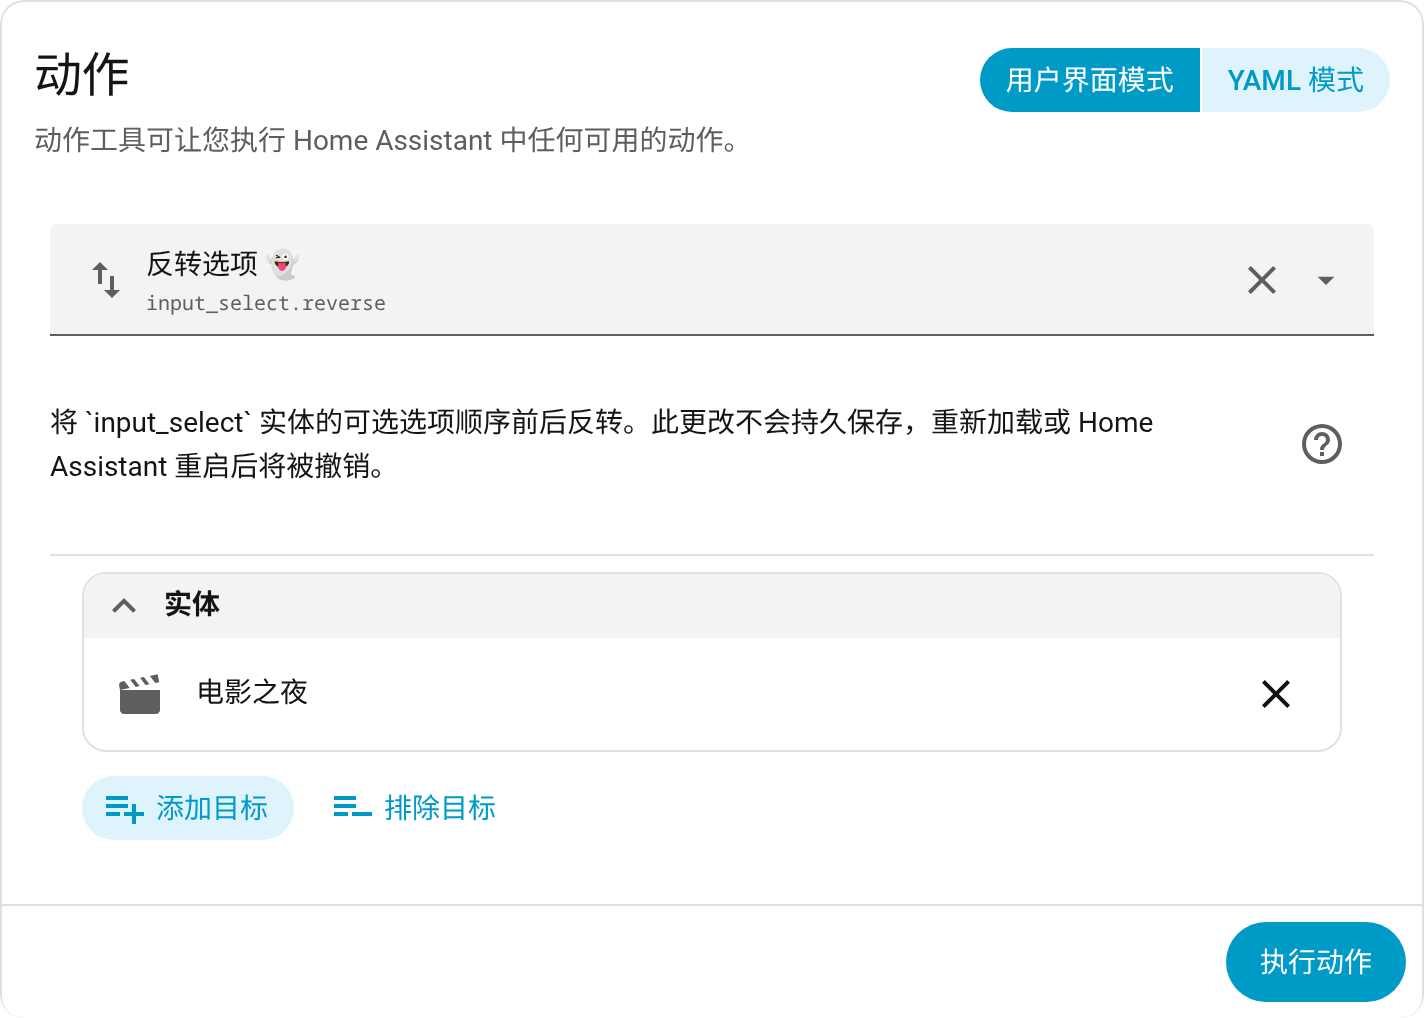 动作
用户界面模式
YAML 模式
动作工具可让您执行 Home Assistant 中任何可用的动作。
反转选项 👻
input_select.reverse
将 `input_select` 实体的可选选项顺序前后反转。此更改不会持久保存，重新加载或 Home
Assistant 重启后将被撤销。
实体
电影之夜
添加目标
排除目标
执行动作